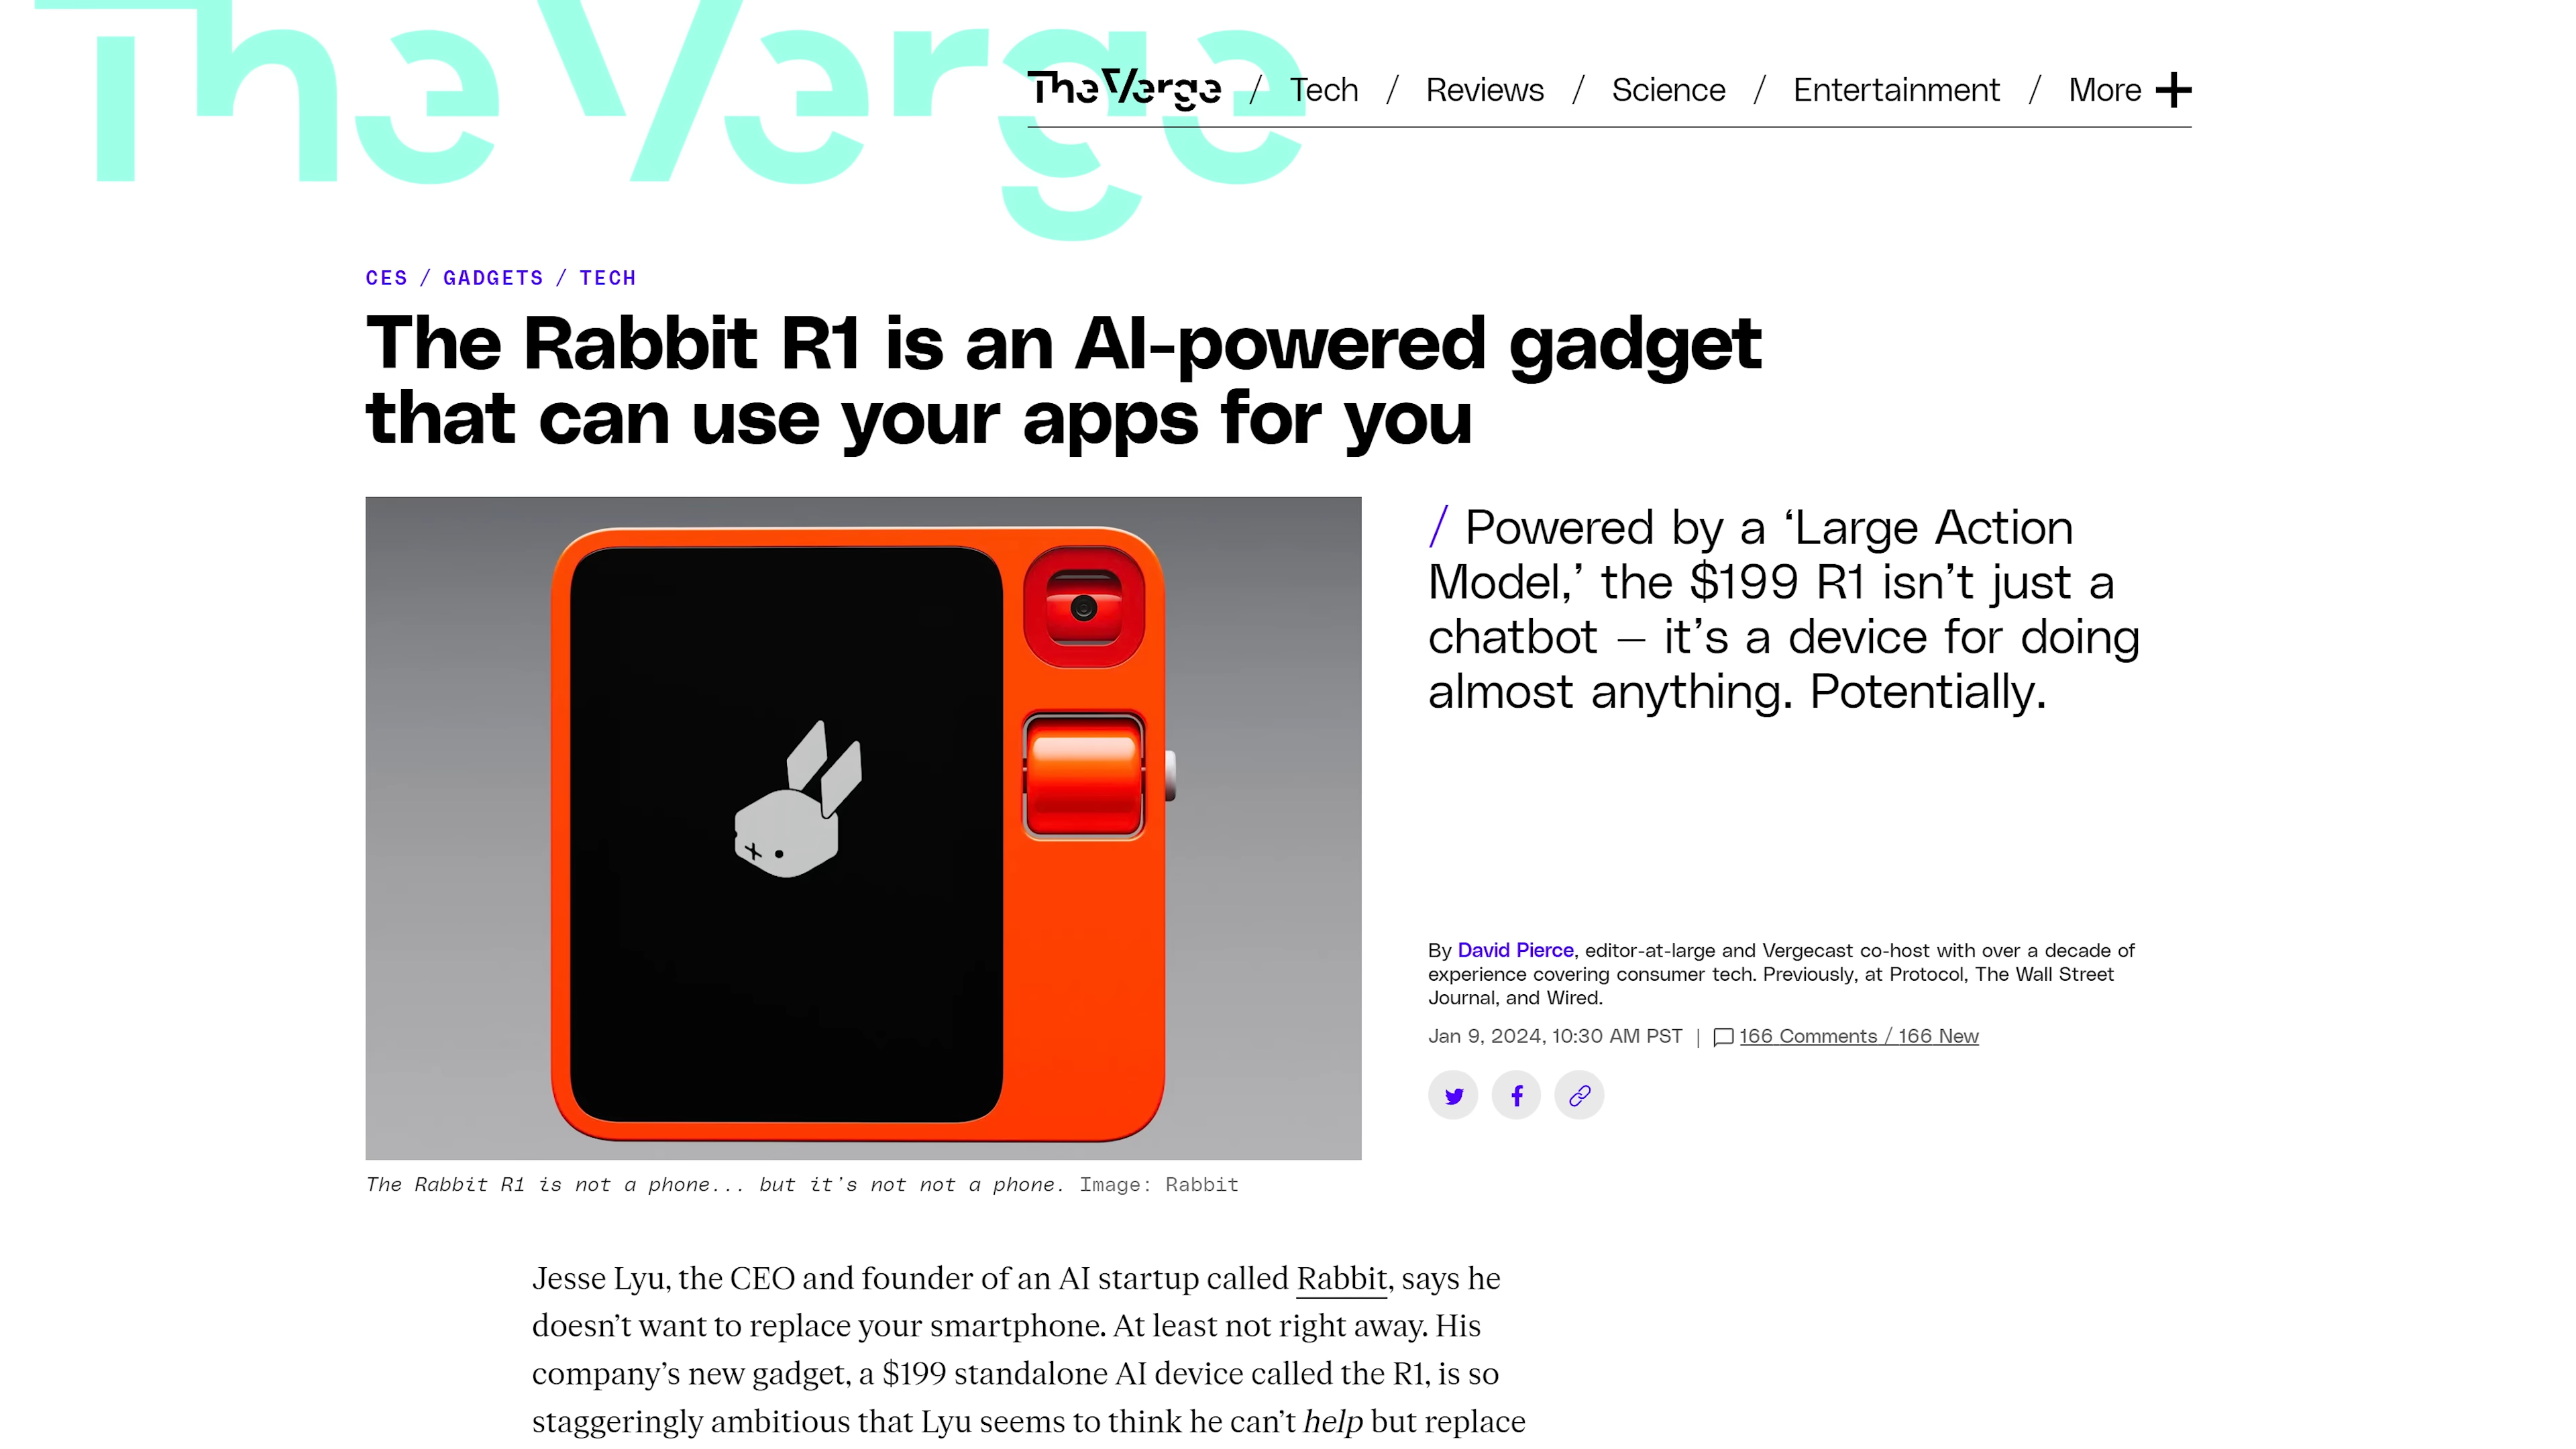 The Verge
The Verge / Tech / Reviews / Science / Entertainment / More
CES / GADGETS / TECH
The Rabbit R1 is an AI-powered gadget
that can use your apps for you
/ Powered by a ‘Large Action
Model,’ the $199 R1 isn’t just a
chatbot — it’s a device for doing
almost anything. Potentially.
By David Pierce, editor-at-large and Vergecast co-host with over a decade of
experience covering consumer tech. Previously, at Protocol, The Wall Street
Journal, and Wired.
Jan 9, 2024, 10:30 AM PST | 166 Comments / 166 New
The Rabbit R1 is not a phone... but it’s not not a phone. Image: Rabbit
Jesse Lyu, the CEO and founder of an AI startup called Rabbit, says he
doesn’t want to replace your smartphone. At least not right away. His
company’s new gadget, a $199 standalone AI device called the R1, is so
staggeringly ambitious that Lyu seems to think he can’t help but replace